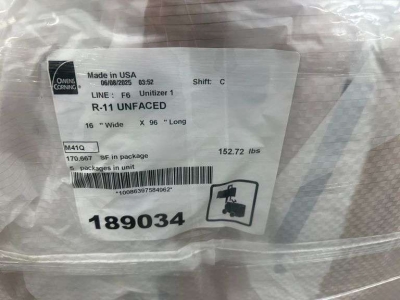 OWENS CORNING
Made in USA
06/08/2025 03:52 Shift: C
LINE: F6 Unitizer 1
R-11 UNFACED
16 " Wide X 96 " Long
M41Q
170.667 SF in package 152.72 lbs
5 packages in unit
*10086397584962*
189034